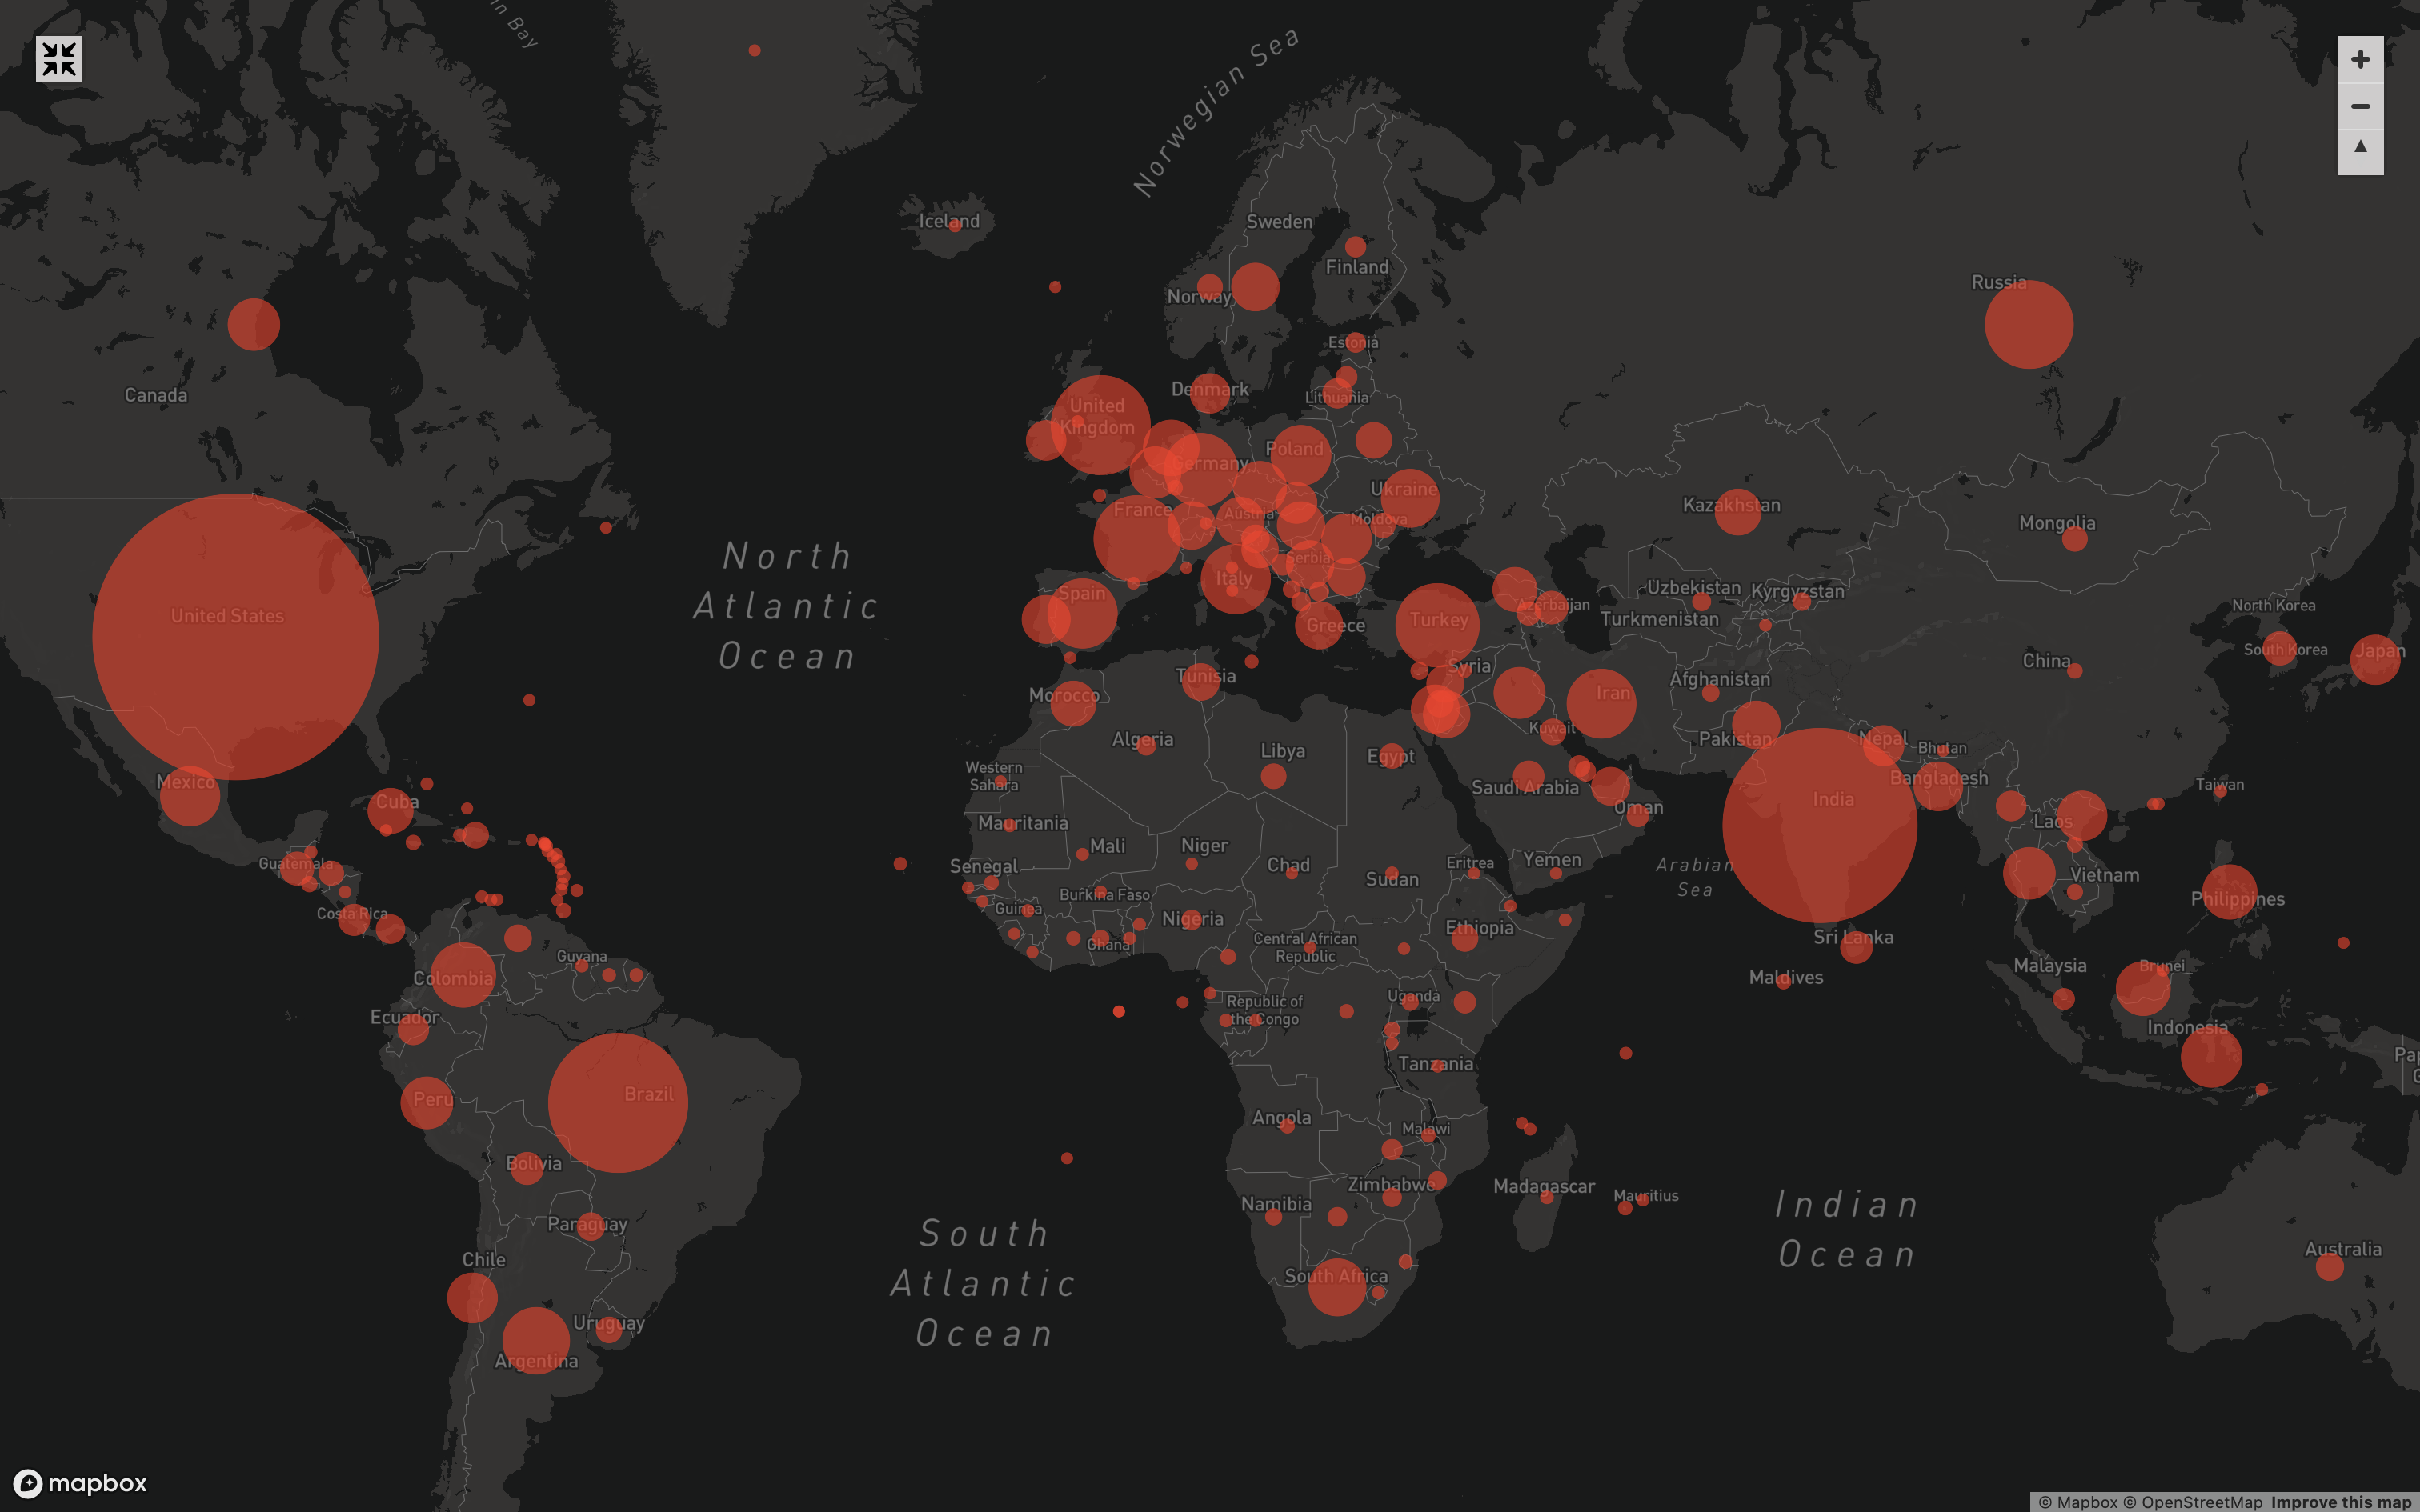 In Bay
Norwegian Sea
Iceland
Sweden
Finland
Norway
Russia
Estonia
Canada
Denmark
Lithuania
United
Kingdom
Poland
Germany
Ukraine
Kazakhstan
France
Austria
Moldova
Mongolia
North
Atlantic
Ocean
Serbia
Italy
Spain
Uzbekistan
Kyrgyzstan
Azerbaijan
North Korea
United States
Turkey
Turkmenistan
Greece
South Korea
Japan
China
Syria
Tunisia
Afghanistan
Morocco
Iran
Kuwait
Pakistan
Nepal
Bhutan
Algeria
Libya
Egypt
Western
Sahara
Saudi Arabia
Bangladesh
Taiwan
Mexico
Cuba
India
Oman
Laos
Mauritania
Mali
Niger
Guatemala
Senegal
Chad
Sudan
Eritrea
Yemen
Arabian
Sea
Vietnam
Burkina Faso
Philippines
Costa Rica
Guinea
Nigeria
Ethiopia
Ghana
Central African
Republic
Sri Lanka
Guyana
Colombia
Maldives
Malaysia
Brunei
Uganda
Republic of
the Congo
Ecuador
Indonesia
Tanzania
Brazil
Peru
Angola
Malawi
Bolivia
Zimbabwe
Madagascar
Mauritius
Namibia
Paraguay
Indian
Ocean
South
Atlantic
Ocean
Chile
South Africa
Australia
Uruguay
Argentina
mapbox
© Mapbox © OpenStreetMap Improve this map